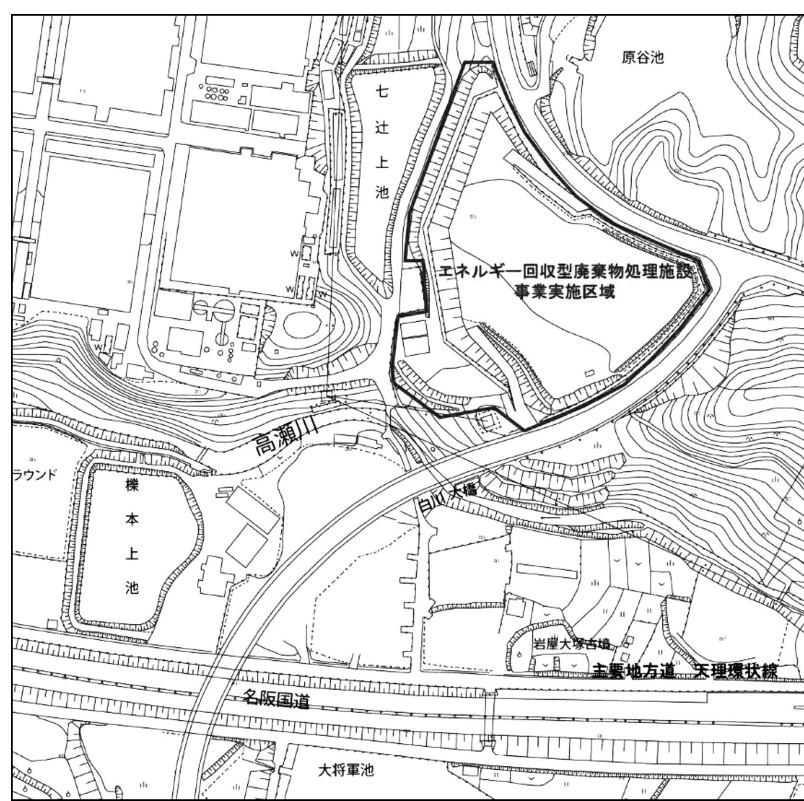 原谷池
七辻上池
エネルギー回収型廃棄物処理施設
事業実施区域
高瀬川
ラウンド
櫟本上池
白川大橋
岩屋大塚古墳
主要地方道　天理環状線
名阪国道
大将軍池